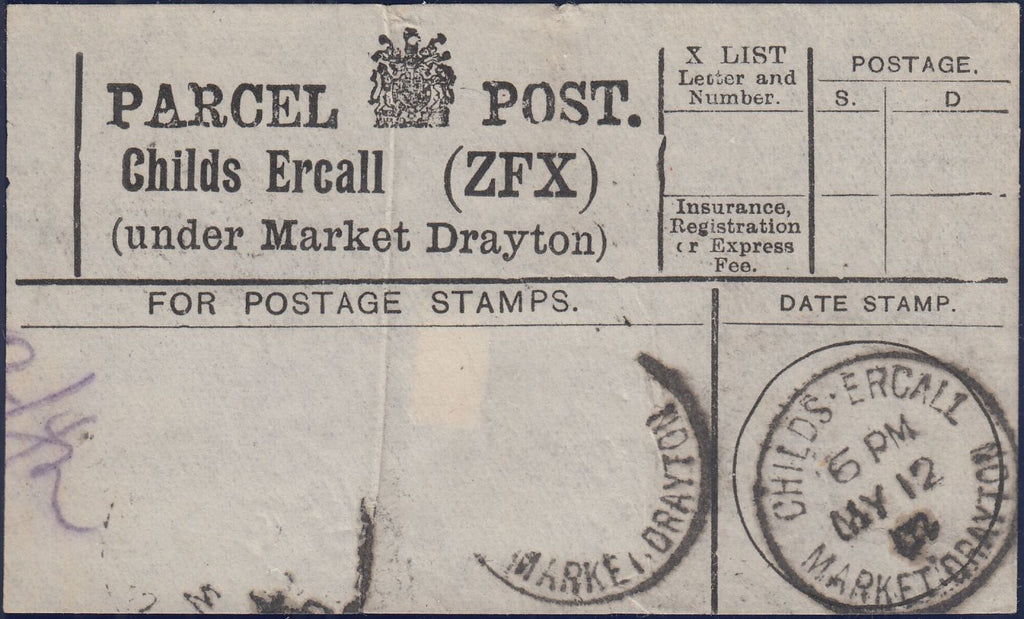 PARCEL POST.
Childs Ercall (ZFX)
(under Market Drayton)
X LIST
Letter and
Number.
POSTAGE.
S. D
Insurance,
Registration
or Express
Fee.
FOR POSTAGE STAMPS.
DATE STAMP.
MARKET·DRAYTON
CHILDS·ERCALL
5 PM
MY 12
MARKET·DRAYTON